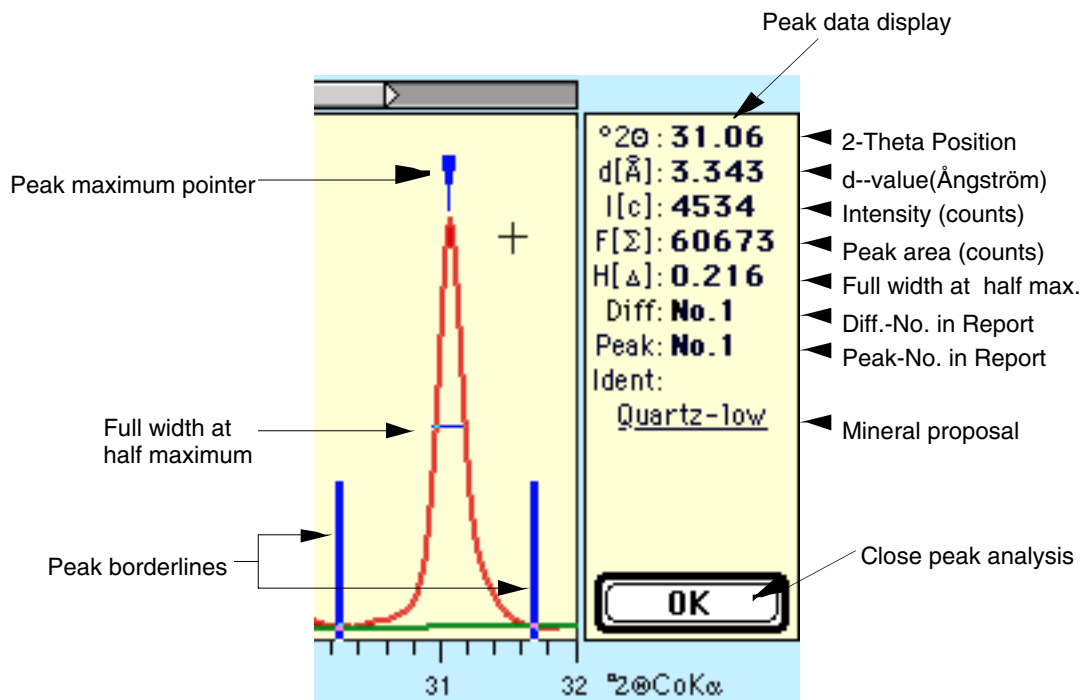 Peak data display
°2Θ: 31.06
d[Å]: 3.343
I[c]: 4534
F[Σ]: 60673
H[Δ]: 0.216
Diff: No.1
Peak: No.1
Ident:
Quartz-low
OK
2-Theta Position
d--value(Ångström)
Intensity (counts)
Peak area (counts)
Full width at half max.
Diff.-No. in Report
Peak-No. in Report
Mineral proposal
Close peak analysis
Peak maximum pointer
Full width at
half maximum
Peak borderlines
31
32
°2ΘCoKα